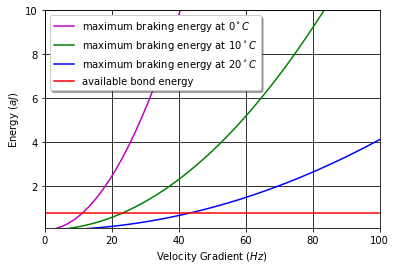 10
8
6
4
2
Energy (aJ)
maximum braking energy at 0°C
maximum braking energy at 10°C
maximum braking energy at 20°C
available bond energy
0 20 40 60 80 100
Velocity Gradient (Hz)